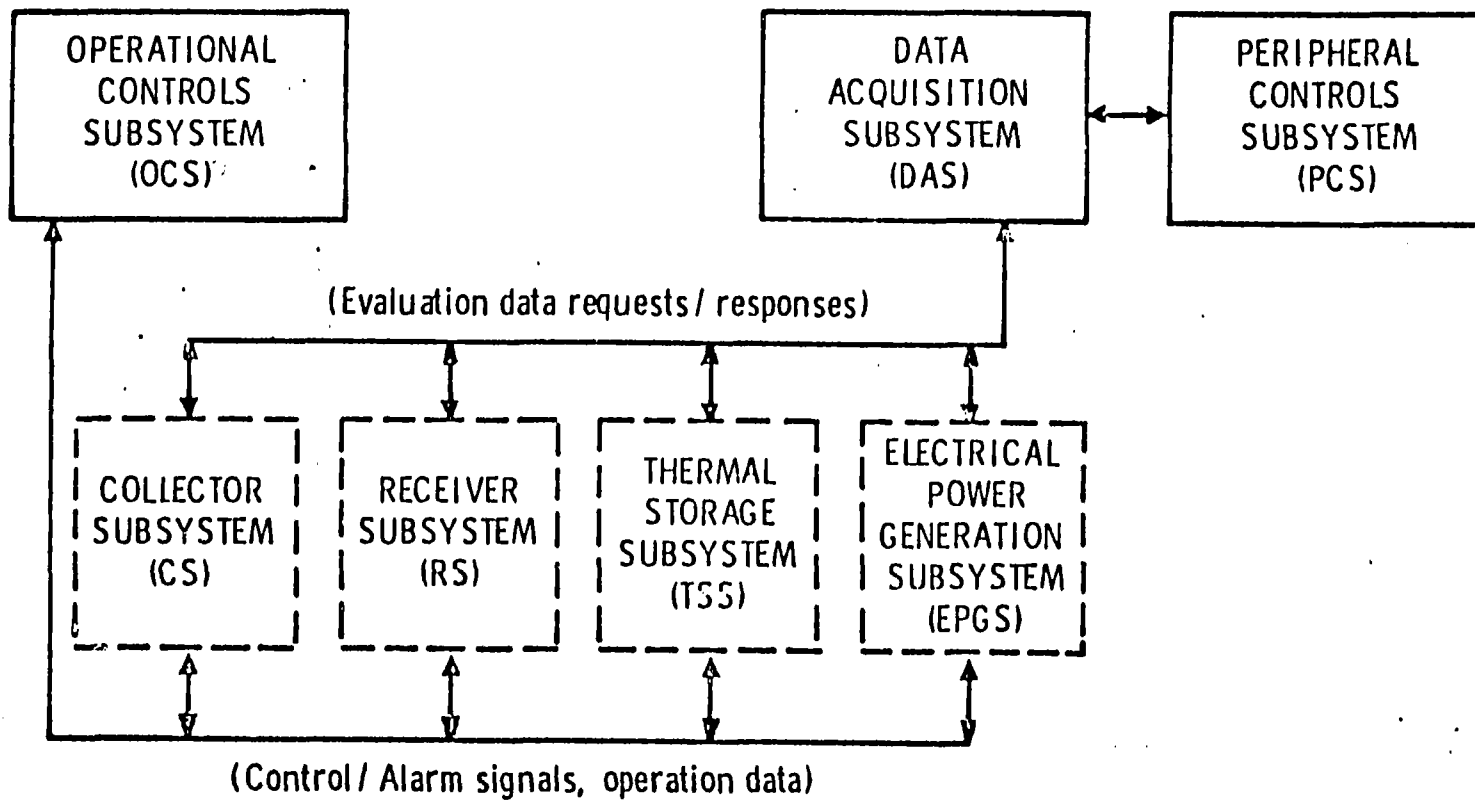 OPERATIONAL
CONTROLS
SUBSYSTEM
(OCS)
DATA
ACQUISITION
SUBSYSTEM
(DAS)
PERIPHERAL
CONTROLS
SUBSYSTEM
(PCS)
(Evaluation data requests / responses)
COLLECTOR
SUBSYSTEM
(CS)
RECEIVER
SUBSYSTEM
(RS)
THERMAL
STORAGE
SUBSYSTEM
(TSS)
ELECTRICAL
POWER
GENERATION
SUBSYSTEM
(EPGS)
(Control / Alarm signals, operation data)